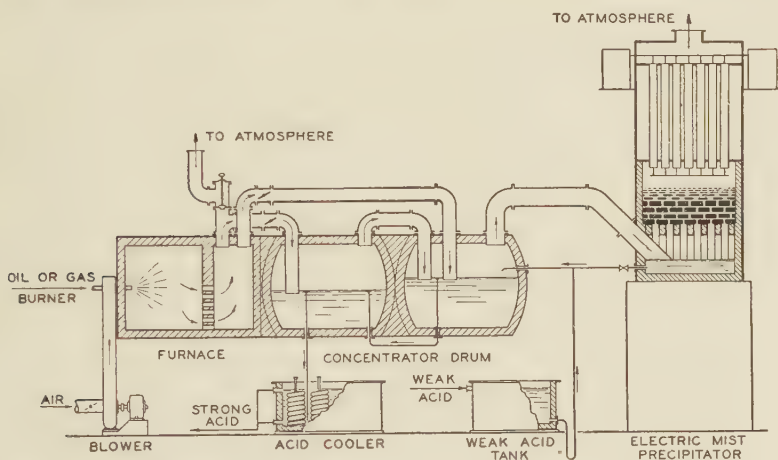 TO ATMOSPHERE
TO ATMOSPHERE
OIL OR GAS
BURNER
FURNACE
CONCENTRATOR DRUM
AIR
BLOWER
STRONG
ACID
ACID COOLER
WEAK
ACID
WEAK ACID
TANK
ELECTRIC MIST
PRECIPITATOR